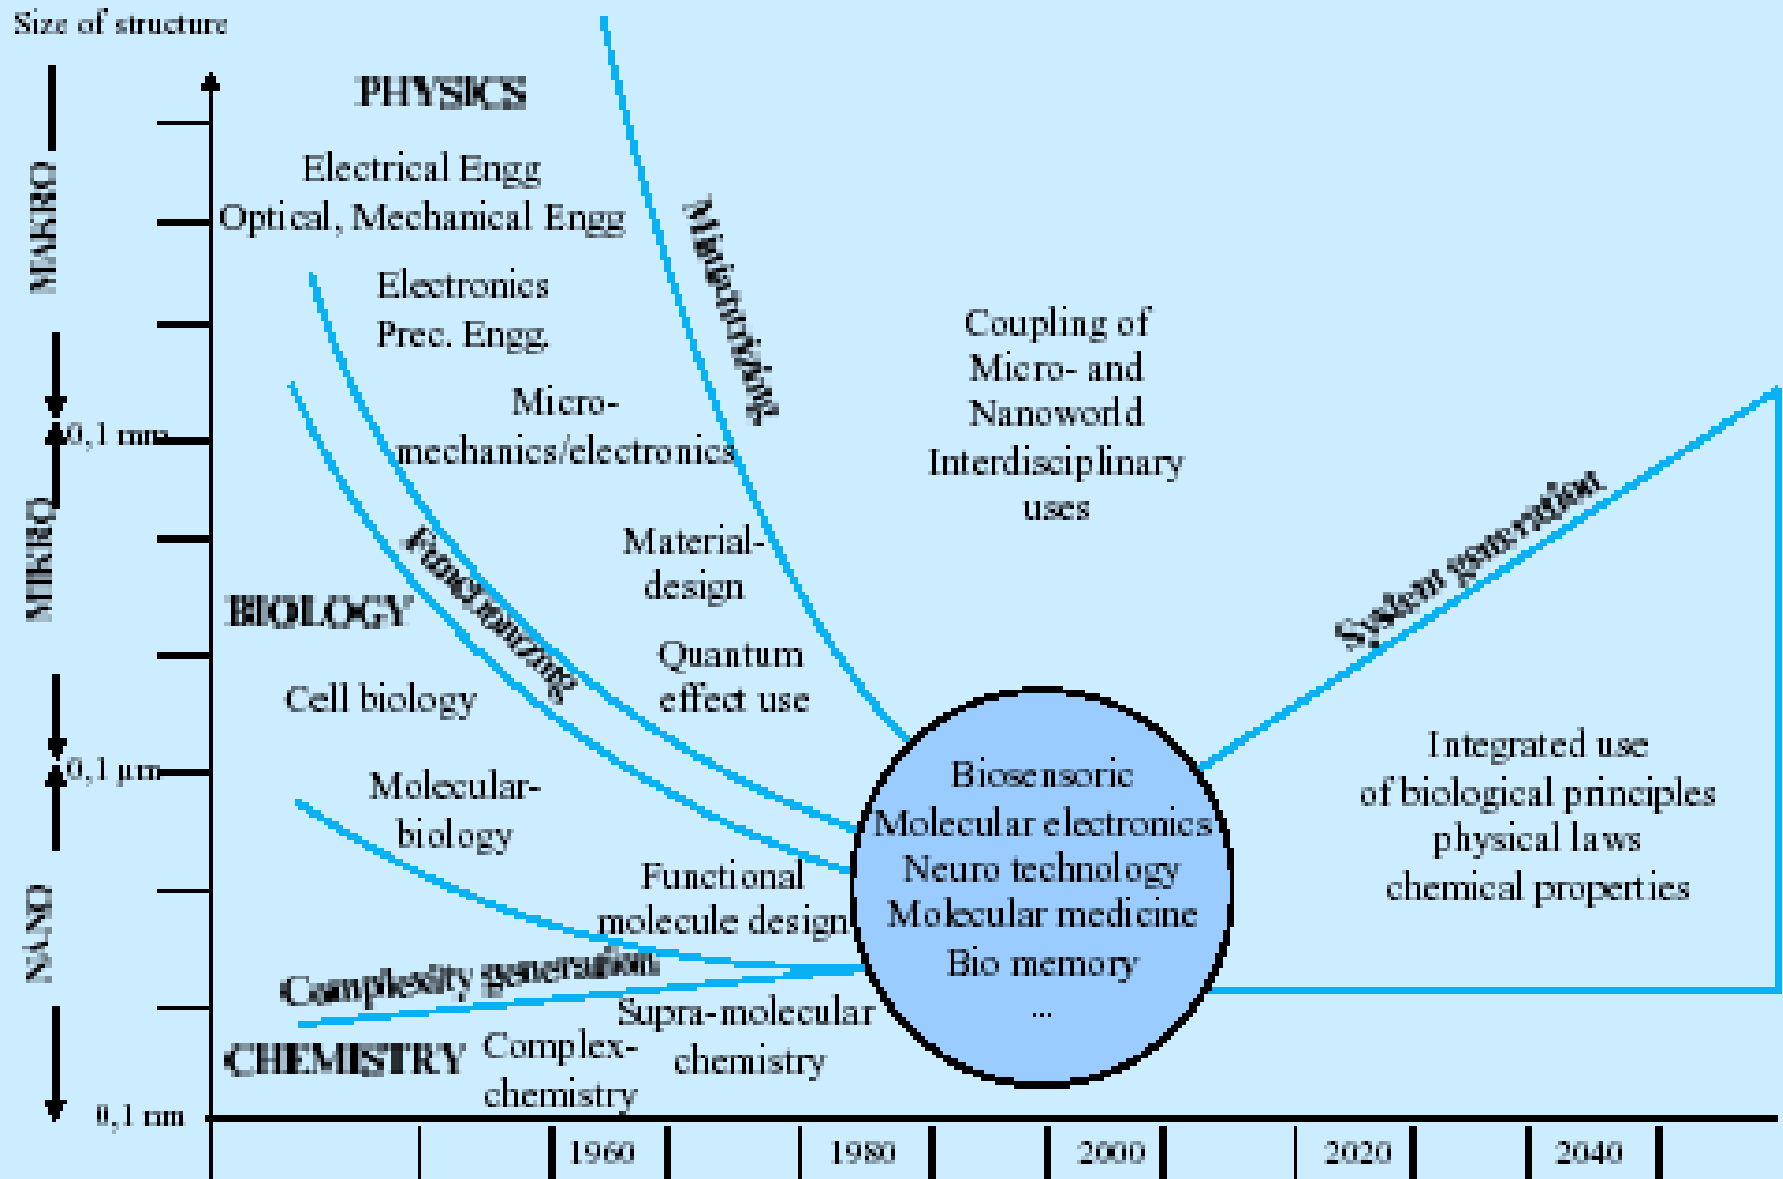 Size of structure
PHYSICS
Electrical Engg
Optical, Mechanical Engg
Electronics
Prec. Engg.
Micro-
mechanics/electronics
Material-
design
Quantum
effect use
Miniaturizing
MAKRO
0,1 mm
MIKRO
0,1 µm
NANO
0,1 nm
BIOLOGY
Functionizing
Cell biology
Molecular-
biology
Functional
molecule design
Complexity generation
CHEMISTRY
Complex-
chemistry
Supra-molecular
chemistry
Coupling of
Micro- and
Nanoworld
Interdisciplinary
uses
Biosensoric
Molecular electronics
Neuro technology
Molecular medicine
Bio memory
...
System generation
Integrated use
of biological principles
physical laws
chemical properties
1960
1980
2000
2020
2040